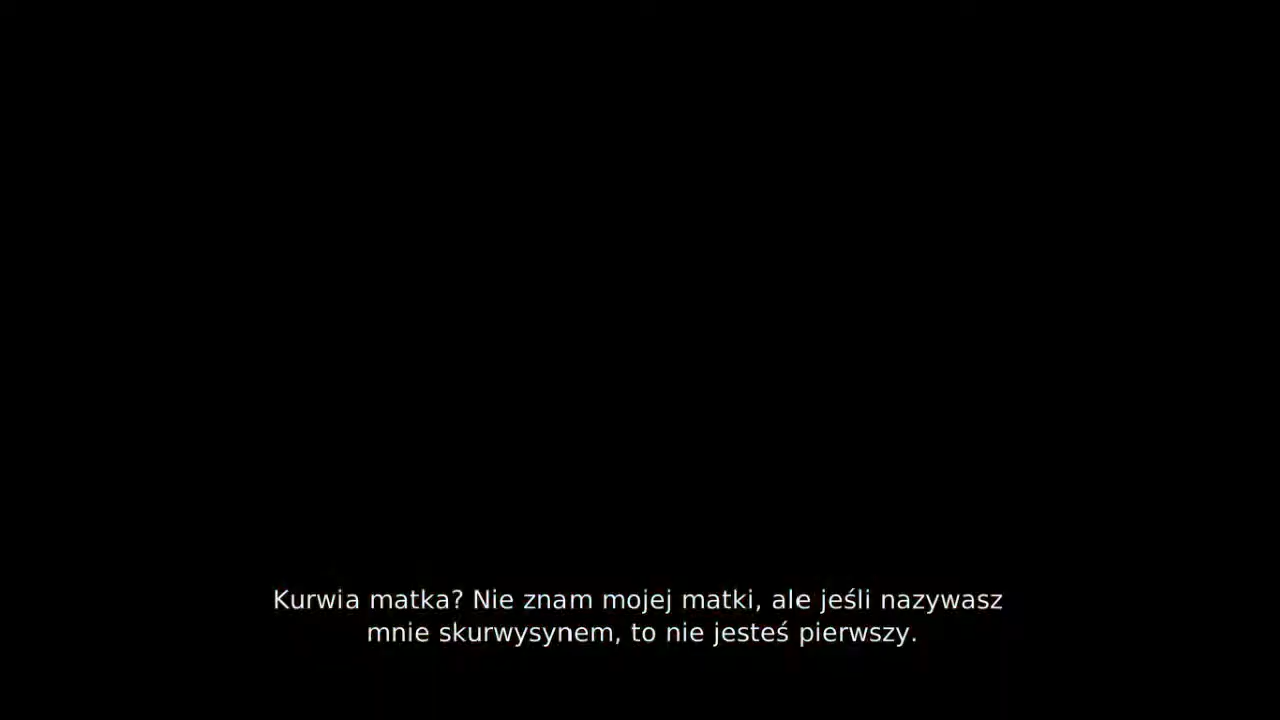 Kurwia matka? Nie znam mojej matki, ale jeśli nazywasz
mnie skurwysynem, to nie jesteś pierwszy.